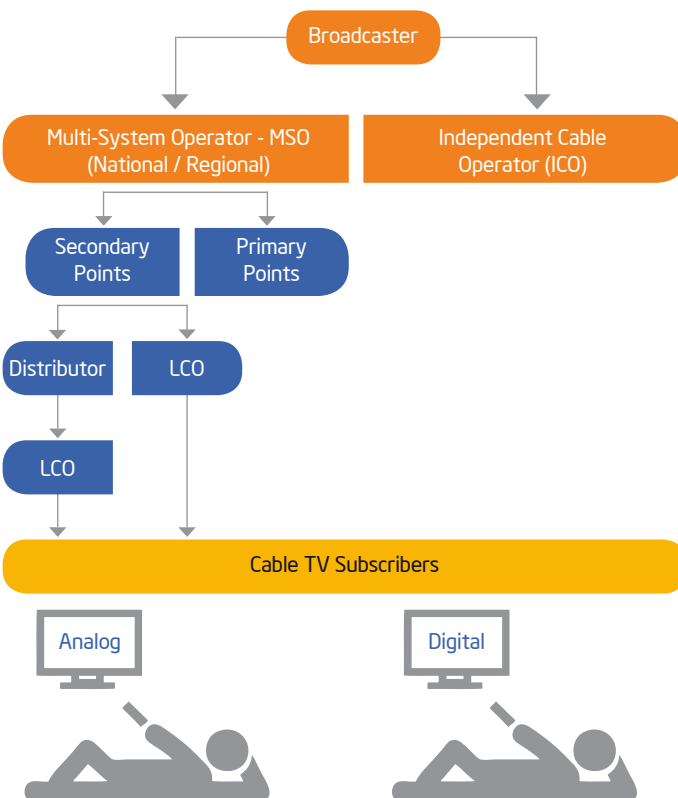 Broadcaster
Multi-System Operator - MSO
(National / Regional)
Independent Cable
Operator (ICO)
Secondary
Points
Primary
Points
Distributor
LCO
LCO
Cable TV Subscribers
Analog
Digital